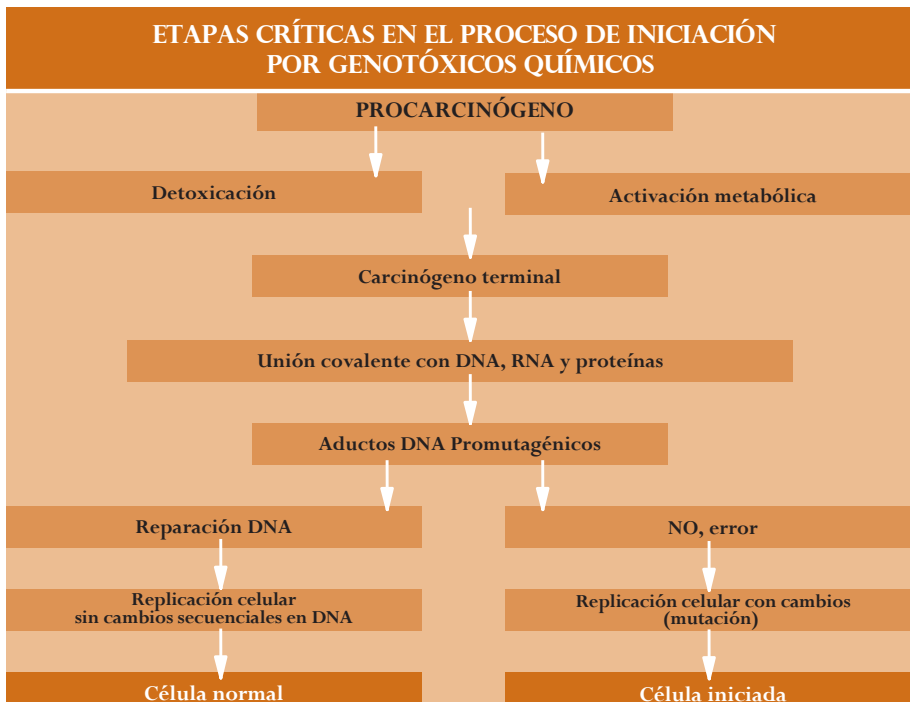 ETAPAS CRÍTICAS EN EL PROCESO DE INICIACIÓN
POR GENOTÓXICOS QUÍMICOS
PROCARCINÓGENO
Detoxicación
Activación metabólica
Carcinógeno terminal
Unión covalente con DNA, RNA y proteínas
Aductos DNA Promutagénicos
Reparación DNA
NO, error
Replicación celular
sin cambios secuenciales en DNA
Replicación celular con cambios
(mutación)
Célula normal
Célula iniciada